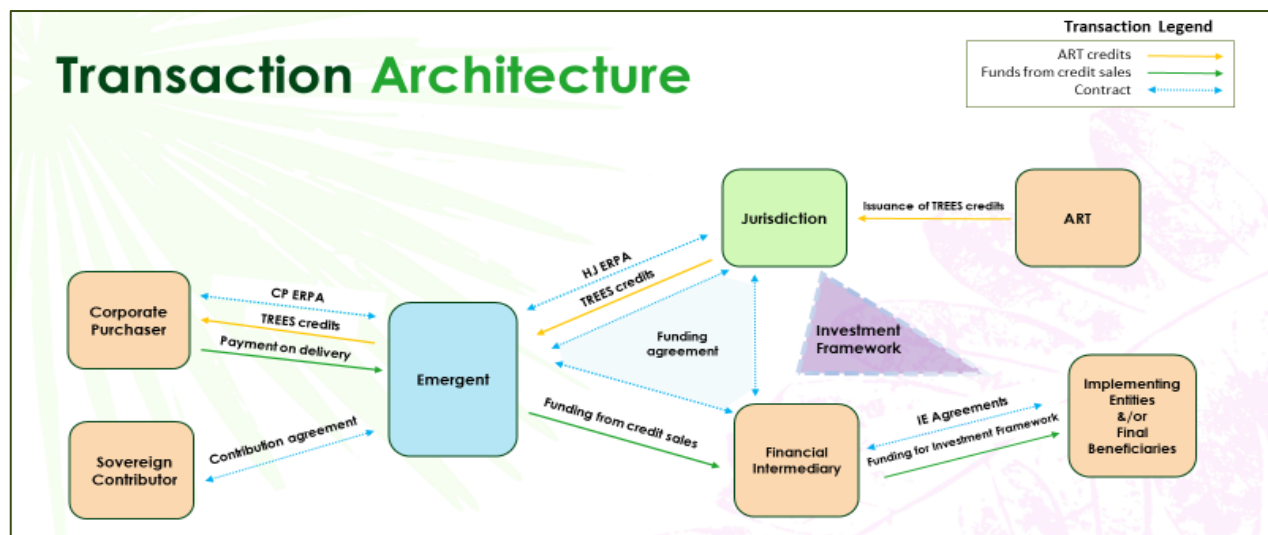 Transaction Legend
ART credits
Funds from credit sales
Contract
Transaction Architecture
Jurisdiction
Issuance of TREES credits
ART
HJ ERPA
TREES credits
Corporate
Purchaser
CP ERPA
TREES credits
Payment on delivery
Emergent
Funding
agreement
Investment
Framework
Sovereign
Contributor
Contribution agreement
Funding from credit sales
Financial
Intermediary
IE Agreements
Funding for Investment Framework
Implementing
Entities
&/or
Final
Beneficiaries